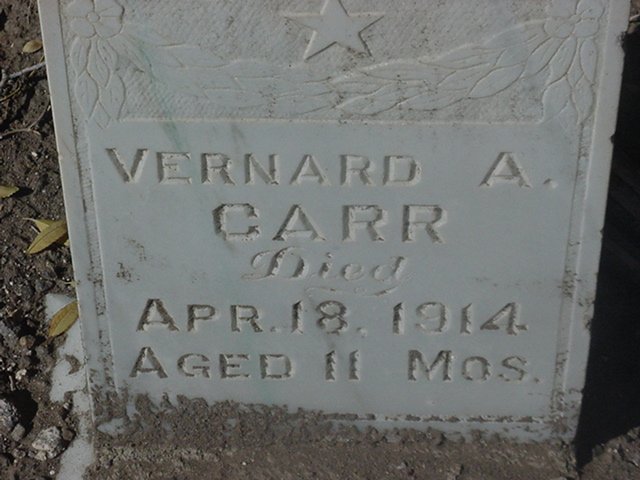 VERNARD A.
CARR
Died
APR. 18, 1914
AGED 11 MOS.